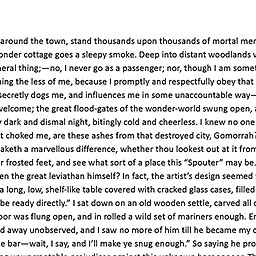 around the town, stand thousands upon thousands of mortal mer
onder cottage goes a sleepy smoke. Deep into distant woodlands v
neral thing;—no, I never go as a passenger; nor, though I am somet
hing the less of me, because I promptly and respectfully obey that
secretly dogs me, and influences me in some unaccountable way—
welcome; the great flood-gates of the wonder-world swung open, a
y dark and dismal night, bitingly cold and cheerless. I knew no one
t choked me, are these ashes from that destroyed city, Gomorrah?
aketh a marvellous difference, whether thou lookest out at it from
r frosted feet, and see what sort of a place this “Spouter” may be.
en the great leviathan himself? In fact, the artist’s design seemed
a long, low, shelf-like table covered with cracked glass cases, filled
be ready directly.” I sat down on an old wooden settle, carved all o
oor was flung open, and in rolled a wild set of mariners enough. En
d away unobserved, and I saw no more of him till he became my c
e bar—wait, I say, and I’ll make ye snug enough.” So saying he pro